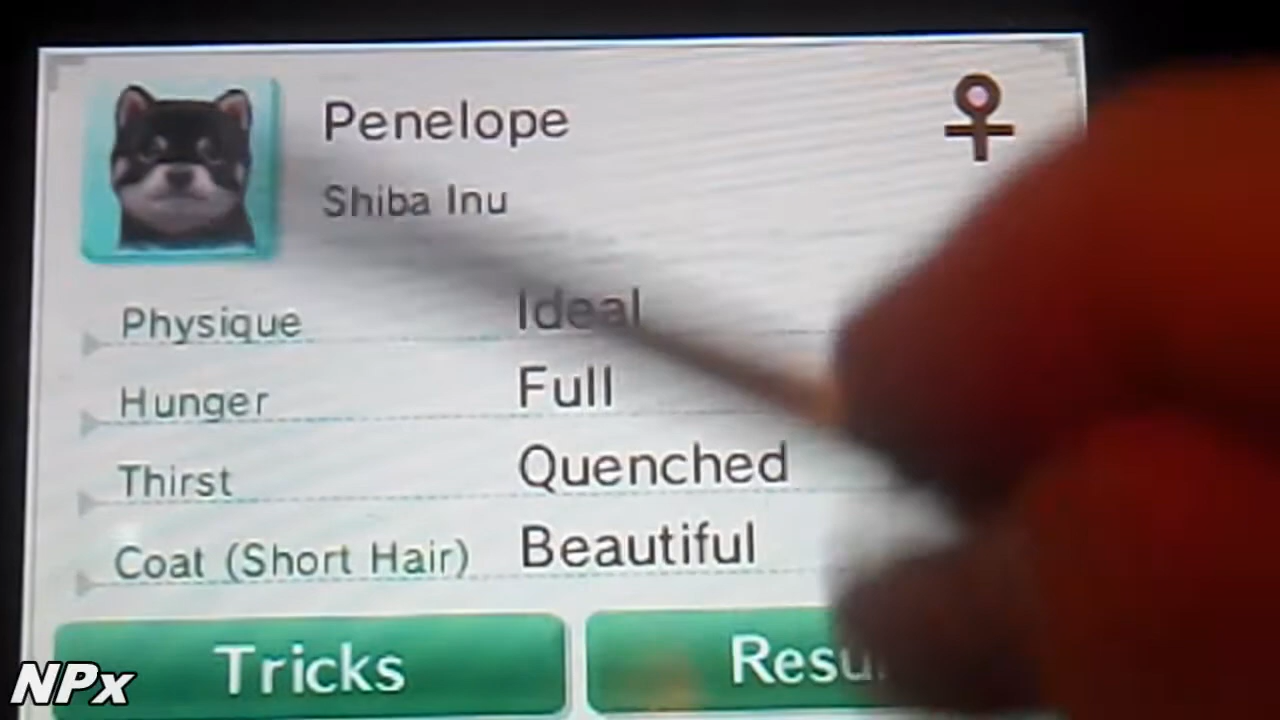 Penelope
Shiba Inu
Physique Ideal
Hunger Full
Thirst Quenched
Coat (Short Hair) Beautiful
Tricks
NPx